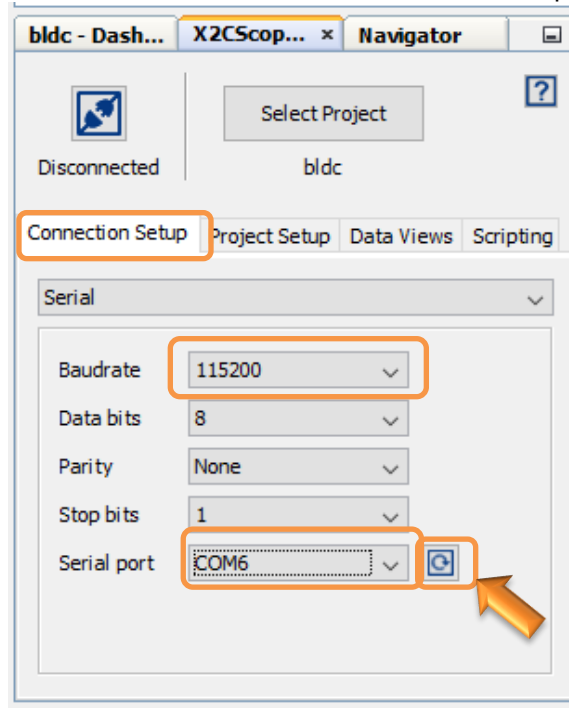 bldc - Dash... X2CScop... × Navigator
Select Project
Disconnected bldc
Connection Setup Project Setup Data Views Scripting
Serial
Baudrate 115200
Data bits 8
Parity None
Stop bits 1
Serial port COM6